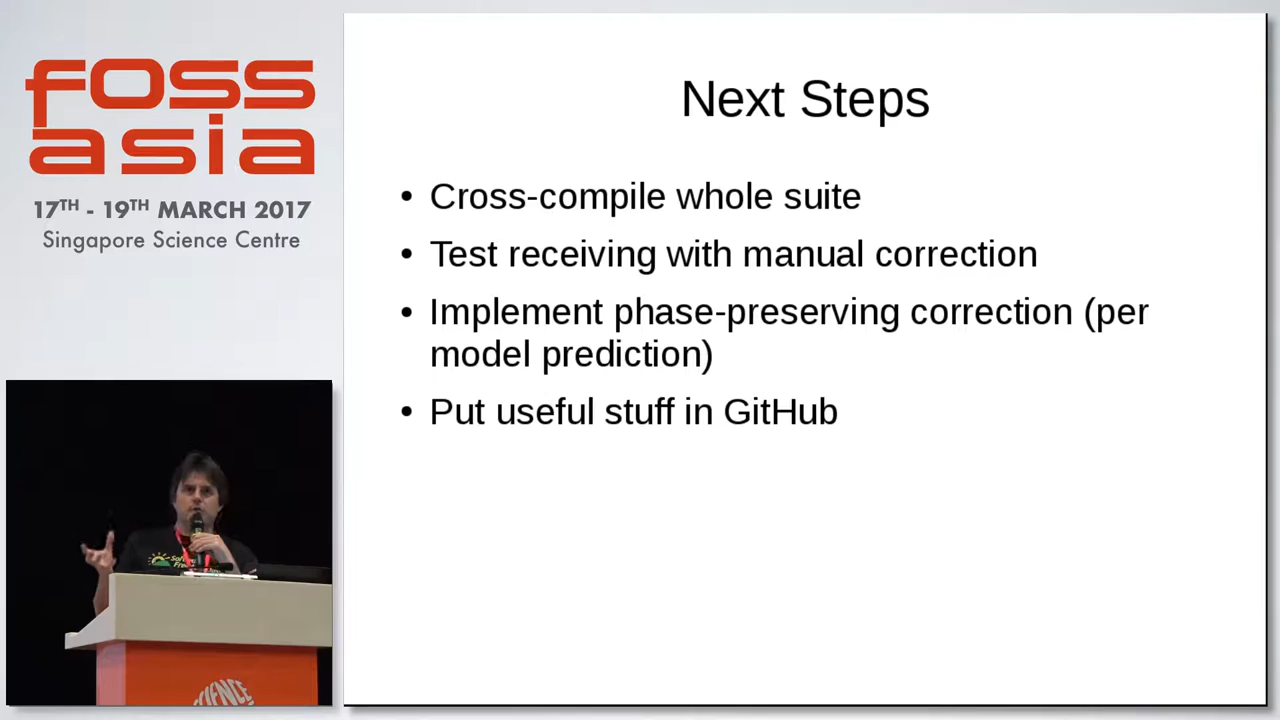 foss
asia
17TH - 19TH MARCH 2017
Singapore Science Centre
Next Steps
• Cross-compile whole suite
• Test receiving with manual correction
• Implement phase-preserving correction (per
model prediction)
• Put useful stuff in GitHub
SCIENCE